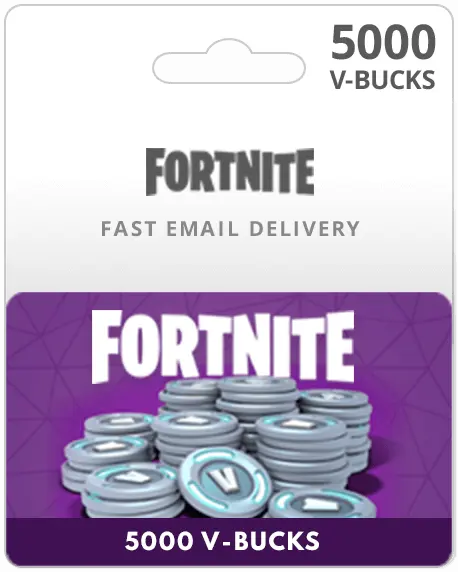 5000
V-BUCKS
FORTNITE
FAST EMAIL DELIVERY
FORTNITE
V
V
V
V
V
V
5000 V-BUCKS